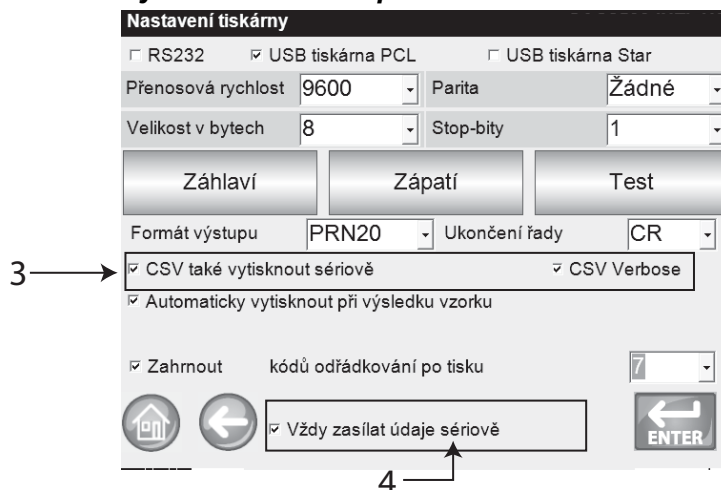 Nastavení tiskárny
RS232 USB tiskárna PCL USB tiskárna Star
Přenosová rychlost 9600 Parita Žádné
Velikost v bytech 8 Stop-bity 1
Záhlaví Zápatí Test
Formát výstupu PRN20 Ukončení řady CR
3 CSV také vytisknout sériově CSV Verbose
Automaticky vytisknout při výsledku vzorku
Zahrnout kódů odřádkování po tisku 7
Vždy zasílat údaje sériově ENTER
4